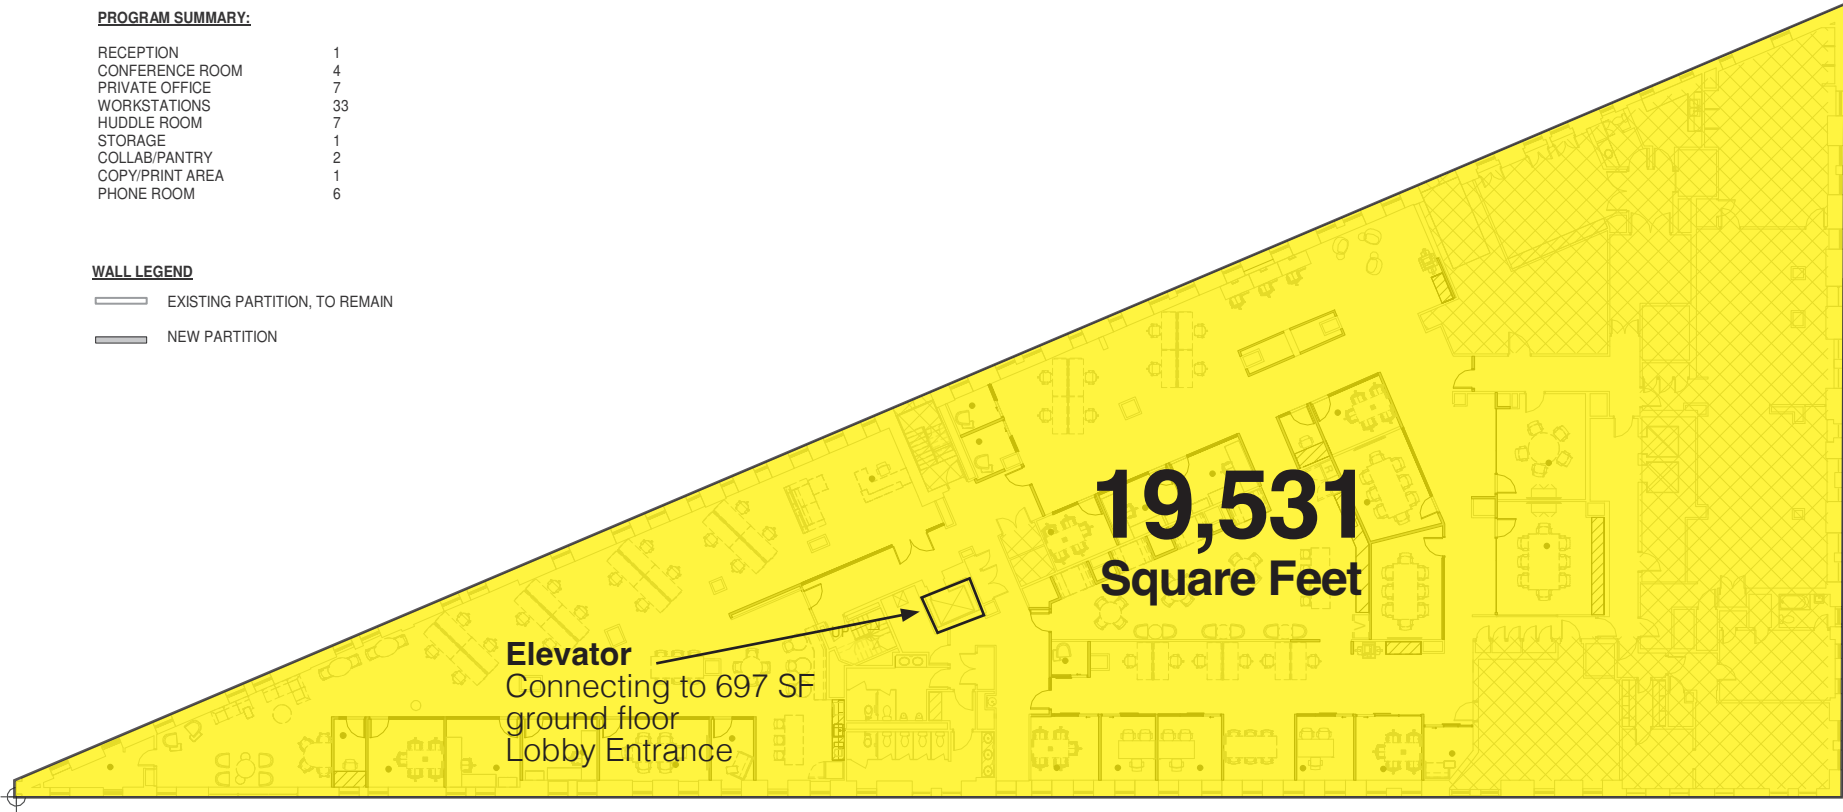 PROGRAM SUMMARY:
RECEPTION 1
CONFERENCE ROOM 4
PRIVATE OFFICE 7
WORKSTATIONS 33
HUDDLE ROOM 7
STORAGE 1
COLLAB/PANTRY 2
COPY/PRINT AREA 1
PHONE ROOM 6
WALL LEGEND
EXISTING PARTITION, TO REMAIN
NEW PARTITION
19,531
Square Feet
UP
Elevator
Connecting to 697 SF
ground floor
Lobby Entrance